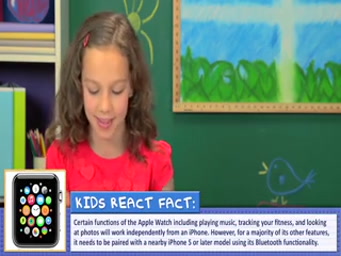 KIDS REACT FACT:
Certain functions of the Apple Watch including playing music, tracking your fitness, and looking
at photos will work independently from an iPhone. However, for a majority of its other features,
it needs to be paired with a nearby iPhone 5 or later model using its Bluetooth functionality.